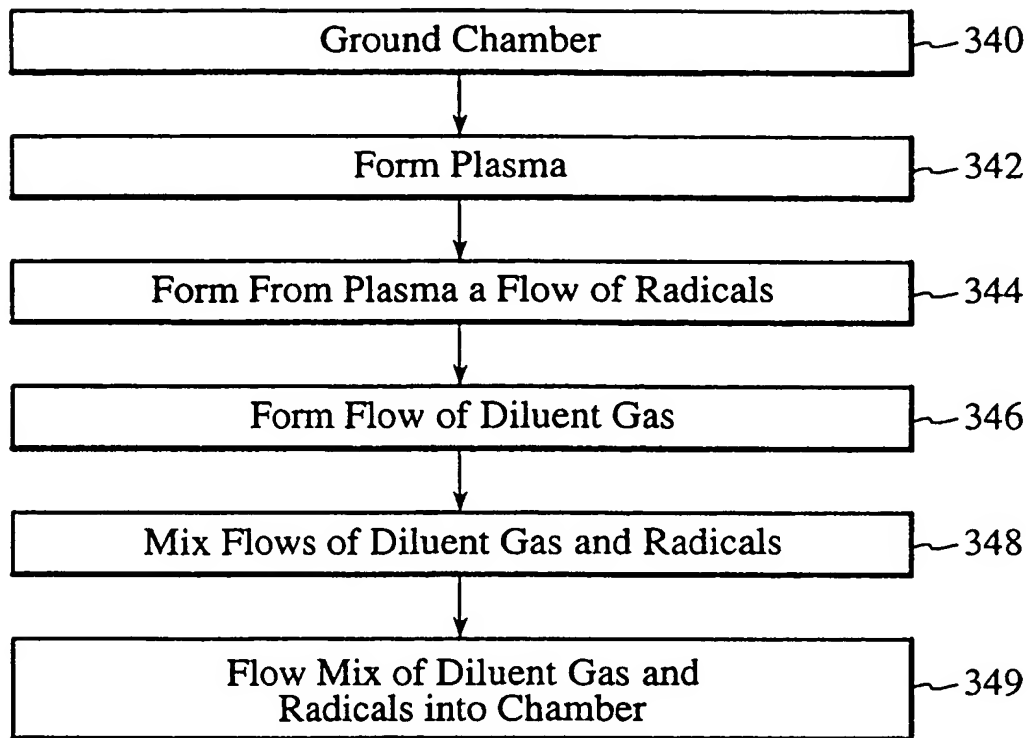 Ground Chamber 340
Form Plasma 342
Form From Plasma a Flow of Radicals 344
Form Flow of Diluent Gas 346
Mix Flows of Diluent Gas and Radicals 348
Flow Mix of Diluent Gas and
Radicals into Chamber 349